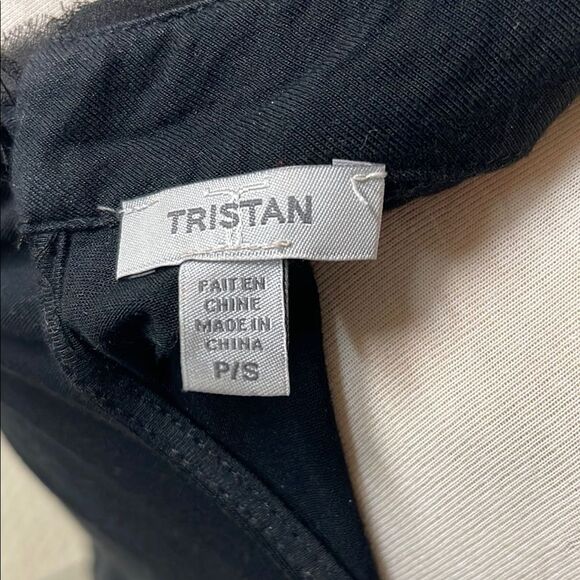 TRISTAN
FAIT EN
CHINE
MADE IN
CHINA
P/S